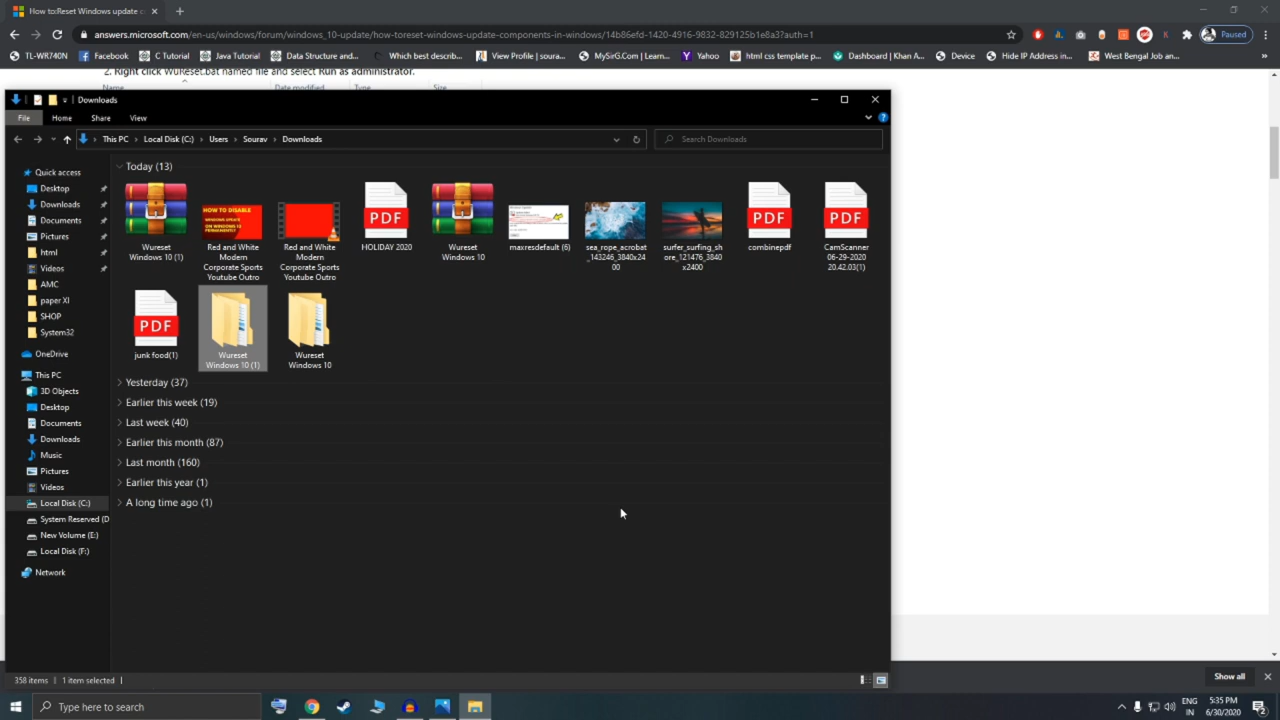 How to:Reset Windows update c
answers.microsoft.com/en-us/windows/forum/windows_10-update/how-toreset-windows-update-components-in-windows/14b86efd-1420-4916-9832-829125b1e8a3?auth=1
Paused
TL-WR740N
Facebook
C Tutorial
Java Tutorial
Data Structure and...
Which best describ...
View Profile | soura...
MySirG.Com | Learn...
Yahoo
html css template p...
Dashboard | Khan A...
Device
Hide IP Address in...
West Bengal Job an...
2. Right click WuReset.bat named file and select Run as administrator.
Name
Date modified
Type
Size
Downloads
File
Home
Share
View
This PC
Local Disk (C:)
Users
Sourav
Downloads
Search Downloads
Quick access
Desktop
Downloads
Documents
Pictures
html
Videos
AMC
paper XI
SHOP
System32
OneDrive
This PC
3D Objects
Desktop
Documents
Downloads
Music
Pictures
Videos
Local Disk (C:)
System Reserved (D
New Volume (E:)
Local Disk (F:)
Network
Today (13)
HOW TO DISABLE
WINDOWS UPDATE
ON WINDOWS 10
PERMANENTLY
PDF
PDF
PDF
Wureset
Windows 10 (1)
Red and White
Modern
Corporate Sports
Youtube Outro
Red and White
Modern
Corporate Sports
Youtube Outro
HOLIDAY 2020
Wureset
Windows 10
maxresdefault (6)
sea_rope_acrobat
_143246_3840x24
00
surfer_surfing_sh
ore_121476_3840
x2400
combinepdf
CamScanner
06-29-2020
20.42.03(1)
PDF
junk food(1)
Wureset
Windows 10 (1)
Wureset
Windows 10
Yesterday (37)
Earlier this week (19)
Last week (40)
Earlier this month (87)
Last month (160)
Earlier this year (1)
A long time ago (1)
358 items
1 item selected
Show all
Type here to search
ENG
IN
5:35 PM
6/30/2020
2